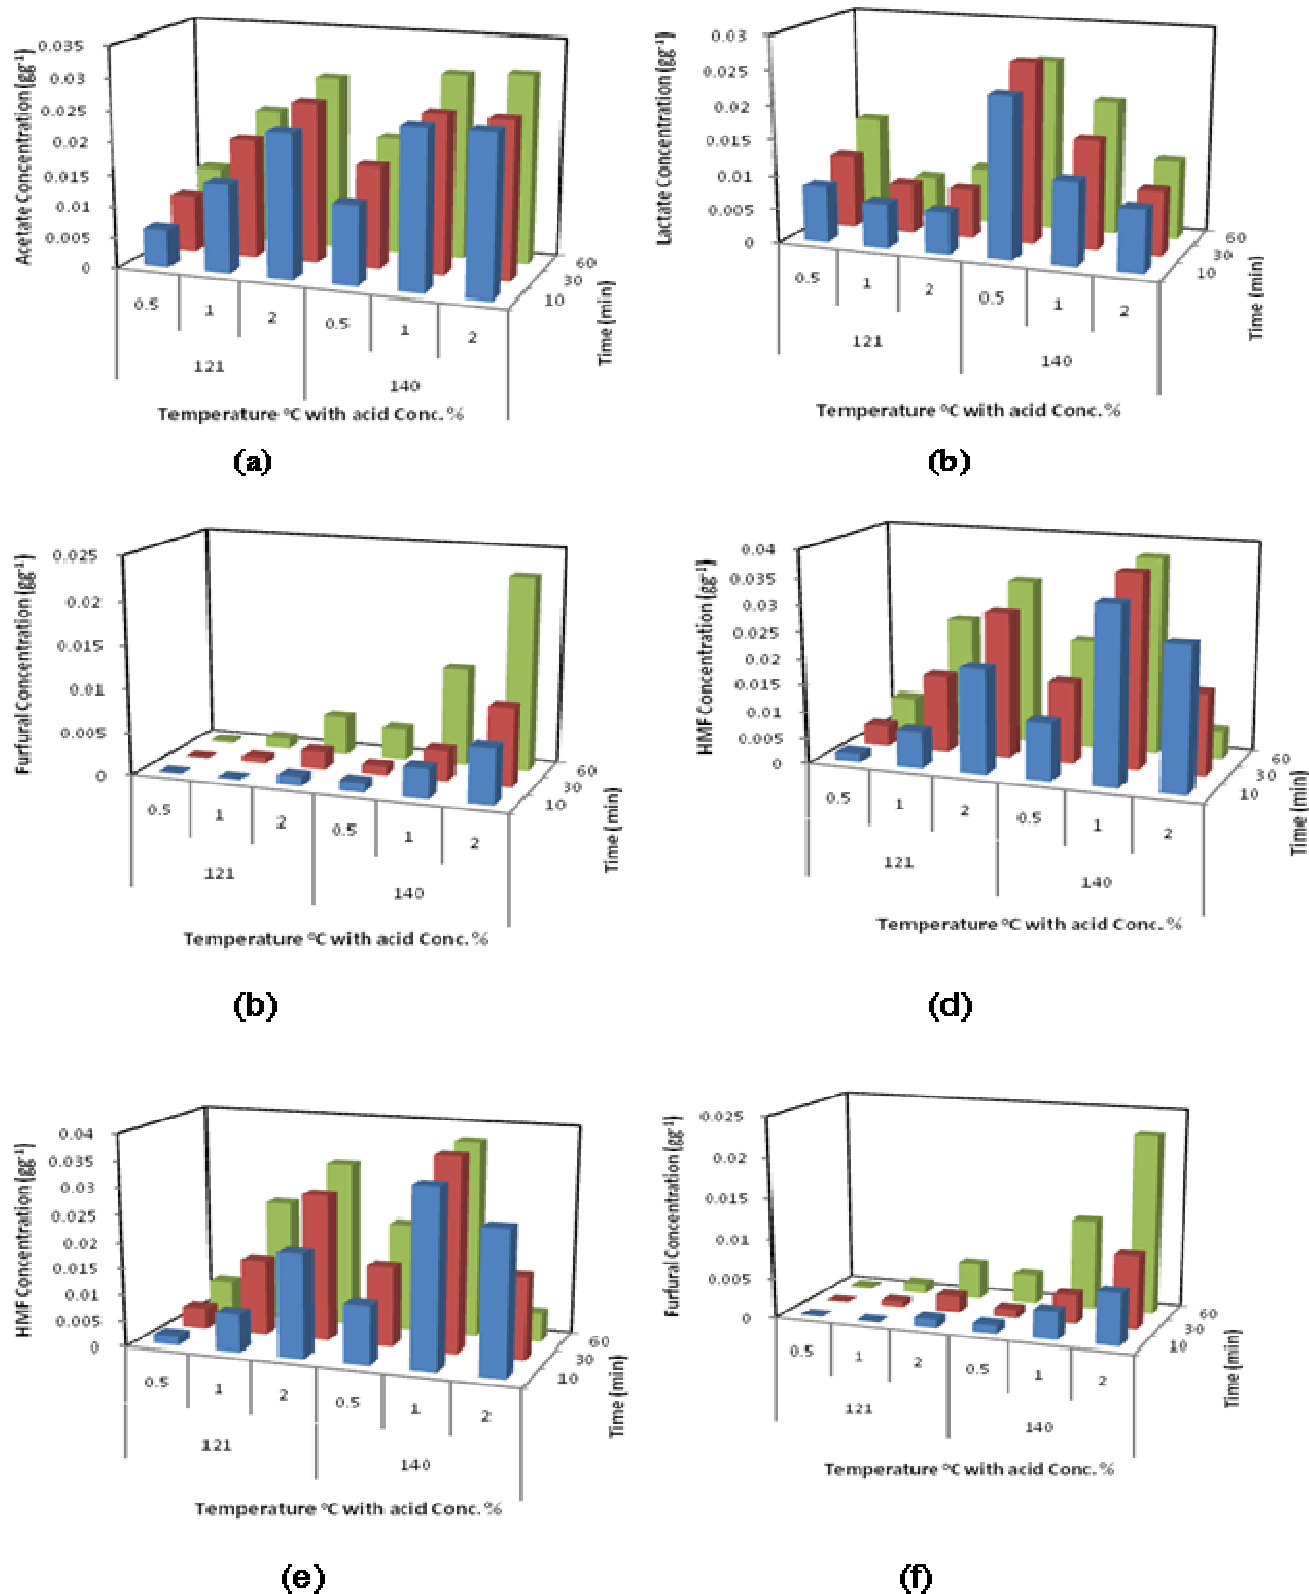 Acetate Concentration (gg⁻¹)
0.035
0.03
0.025
0.02
0.015
0.01
0.005
0
0.5 1 2 0.5 1 2
121 140
10 30 60
Time (min)
Temperature ºC with acid Conc. %
(a)
Lactate Concentration (gg⁻¹)
0.03
0.025
0.02
0.015
0.01
0.005
0
0.5 1 2 0.5 1 2
121 140
10 30 60
Time (min)
Temperature ºC with acid Conc. %
(b)
Furfural Concentration (gg⁻¹)
0.025
0.02
0.015
0.01
0.005
0
0.5 1 2 0.5 1 2
121 140
10 30 60
Time (min)
Temperature ºC with acid Conc. %
(b)
HMF Concentration (gg⁻¹)
0.04
0.035
0.03
0.025
0.02
0.015
0.01
0.005
0
0.5 1 2 0.5 1 2
121 140
10 30 60
Time (min)
Temperature ºC with acid Conc. %
(d)
HMF Concentration (gg⁻¹)
0.04
0.035
0.03
0.025
0.02
0.015
0.01
0.005
0
0.5 1 2 0.5 1 2
121 140
10 30 60
Time (min)
Temperature ºC with acid Conc. %
(e)
Furfural Concentration (gg⁻¹)
0.025
0.02
0.015
0.01
0.005
0
0.5 1 2 0.5 1 2
121 140
10 30 60
Time (min)
Temperature ºC with acid Conc. %
(f)